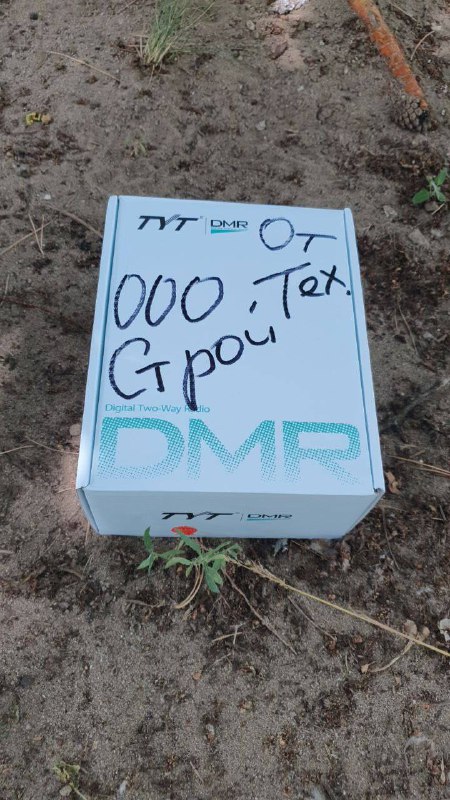 TYT DMR От
ООО "Тех.
Строй
Digital Two-Way Radio
DMR
TYT DMR